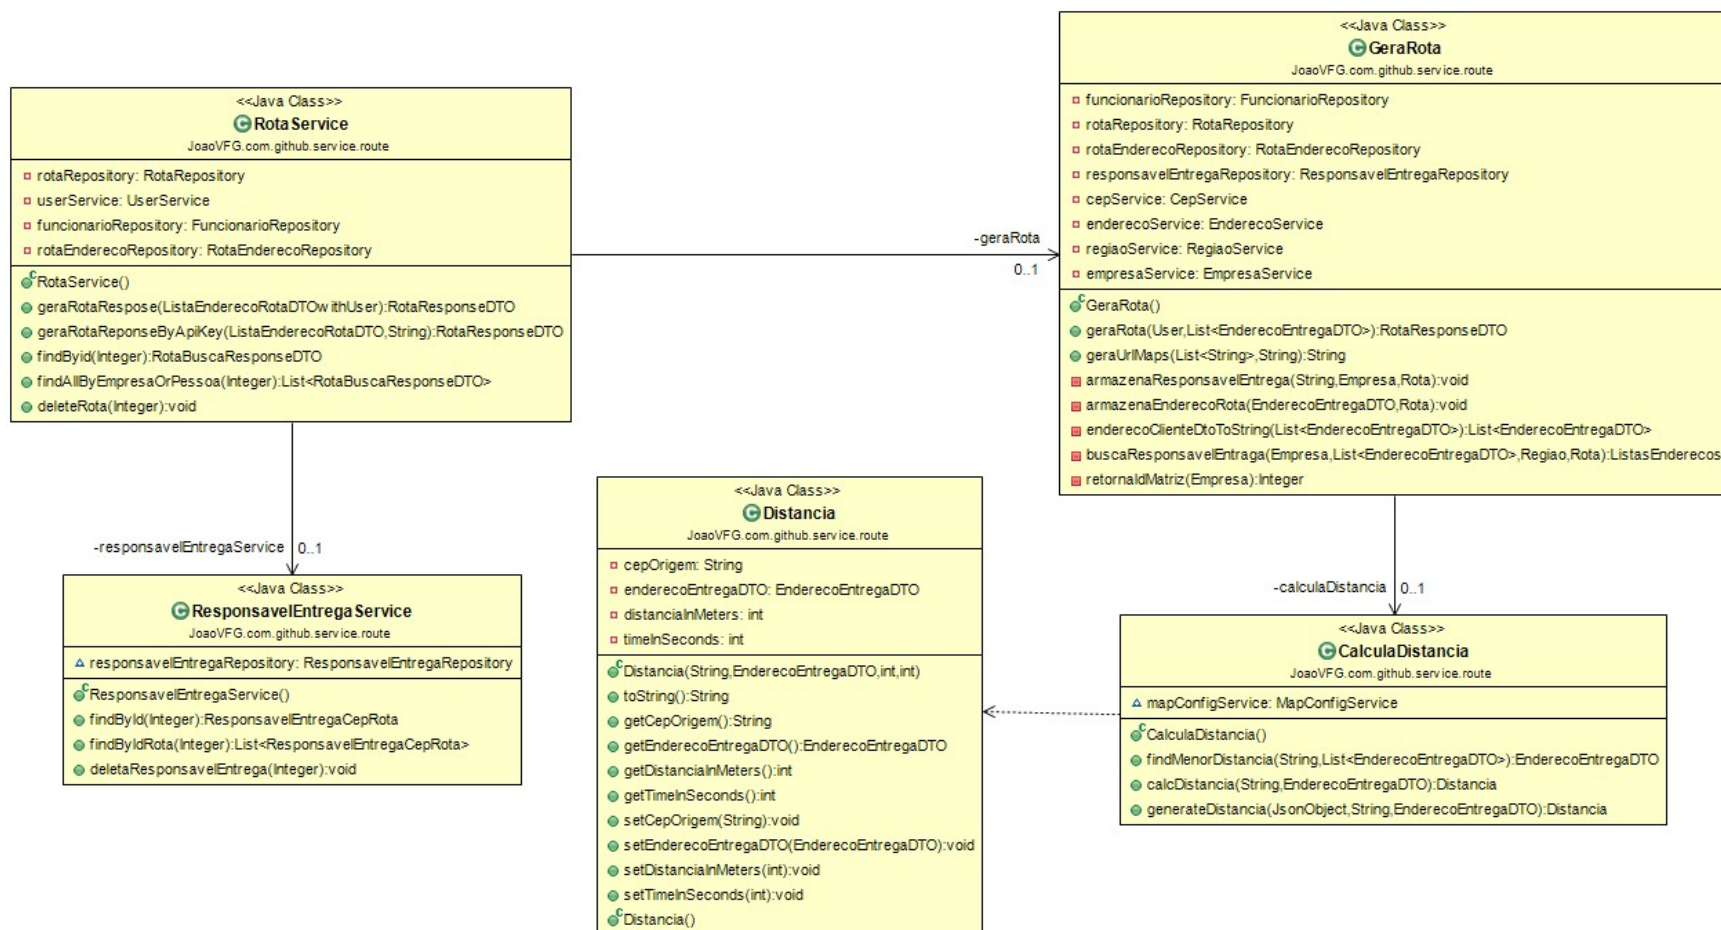 <<Java Class>>
RotaService
JoaoVFG.com.github.service.route
rotaRepository: RotaRepository
userService: UserService
funcionarioRepository: FuncionarioRepository
rotaEnderecoRepository: RotaEnderecoRepository
RotaService()
geraRotaRespose(ListaEnderecoRotaDTOwithUser):RotaResponseDTO
geraRotaReponseByApiKey(ListaEnderecoRotaDTO,String):RotaResponseDTO
findByid(Integer):RotaBuscaResponseDTO
findAllByEmpresaOrPessoa(Integer):List<RotaBuscaResponseDTO>
deleteRota(Integer):void
-geraRota
0..1
<<Java Class>>
GeraRota
JoaoVFG.com.github.service.route
funcionarioRepository: FuncionarioRepository
rotaRepository: RotaRepository
rotaEnderecoRepository: RotaEnderecoRepository
responsavelEntregaRepository: ResponsavelEntregaRepository
cepService: CepService
enderecoService: EnderecoService
regiaoService: RegiaoService
empresaService: EmpresaService
GeraRota()
geraRota(User,List<EnderecoEntregaDTO>):RotaResponseDTO
geraUrlMaps(List<String>,String):String
armazenaResponsavelEntrega(String,Empresa,Rota):void
armazenaEnderecoRota(EnderecoEntregaDTO,Rota):void
enderecoClienteDtoToString(List<EnderecoEntregaDTO>):List<EnderecoEntregaDTO>
buscaResponsavelEntraga(Empresa,List<EnderecoEntregaDTO>,Regiao,Rota):ListasEnderecos
retornaIdMatriz(Empresa):Integer
-responsavelEntregaService 0..1
<<Java Class>>
ResponsavelEntregaService
JoaoVFG.com.github.service.route
responsavelEntregaRepository: ResponsavelEntregaRepository
ResponsavelEntregaService()
findById(Integer):ResponsavelEntregaCepRota
findByIdRota(Integer):List<ResponsavelEntregaCepRota>
deletaResponsavelEntrega(Integer):void
<<Java Class>>
Distancia
JoaoVFG.com.github.service.route
cepOrigem: String
enderecoEntregaDTO: EnderecoEntregaDTO
distanciaInMeters: int
timeInSeconds: int
Distancia(String,EnderecoEntregaDTO,int,int)
toString():String
getCepOrigem():String
getEnderecoEntregaDTO():EnderecoEntregaDTO
getDistanciaInMeters():int
getTimeInSeconds():int
setCepOrigem(String):void
setEnderecoEntregaDTO(EnderecoEntregaDTO):void
setDistanciaInMeters(int):void
setTimeInSeconds(int):void
Distancia()
-calculaDistancia 0..1
<<Java Class>>
CalculaDistancia
JoaoVFG.com.github.service.route
mapConfigService: MapConfigService
CalculaDistancia()
findMenorDistancia(String,List<EnderecoEntregaDTO>):EnderecoEntregaDTO
calcDistancia(String,EnderecoEntregaDTO):Distancia
generateDistancia(JsonObject,String,EnderecoEntregaDTO):Distancia